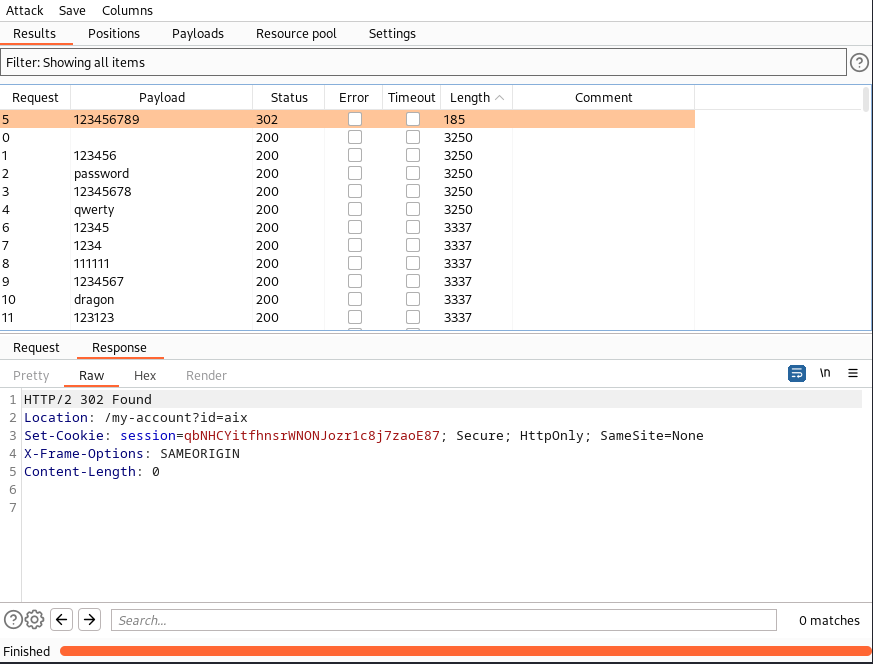 Attack Save Columns
Results Positions Payloads Resource pool Settings
Filter: Showing all items ?
Request Payload Status Error Timeout Length Comment
5 123456789 302 185
0 200 3250
1 123456 200 3250
2 password 200 3250
3 12345678 200 3250
4 qwerty 200 3250
6 12345 200 3337
7 1234 200 3337
8 111111 200 3337
9 1234567 200 3337
10 dragon 200 3337
11 123123 200 3337
Request Response
Pretty Raw Hex Render \n
1 HTTP/2 302 Found
2 Location: /my-account?id=aix
3 Set-Cookie: session=qbNHCYitfhnsrWNONJozr1c8j7zaoE87; Secure; HttpOnly; SameSite=None
4 X-Frame-Options: SAMEORIGIN
5 Content-Length: 0
6
7
? Search... 0 matches
Finished